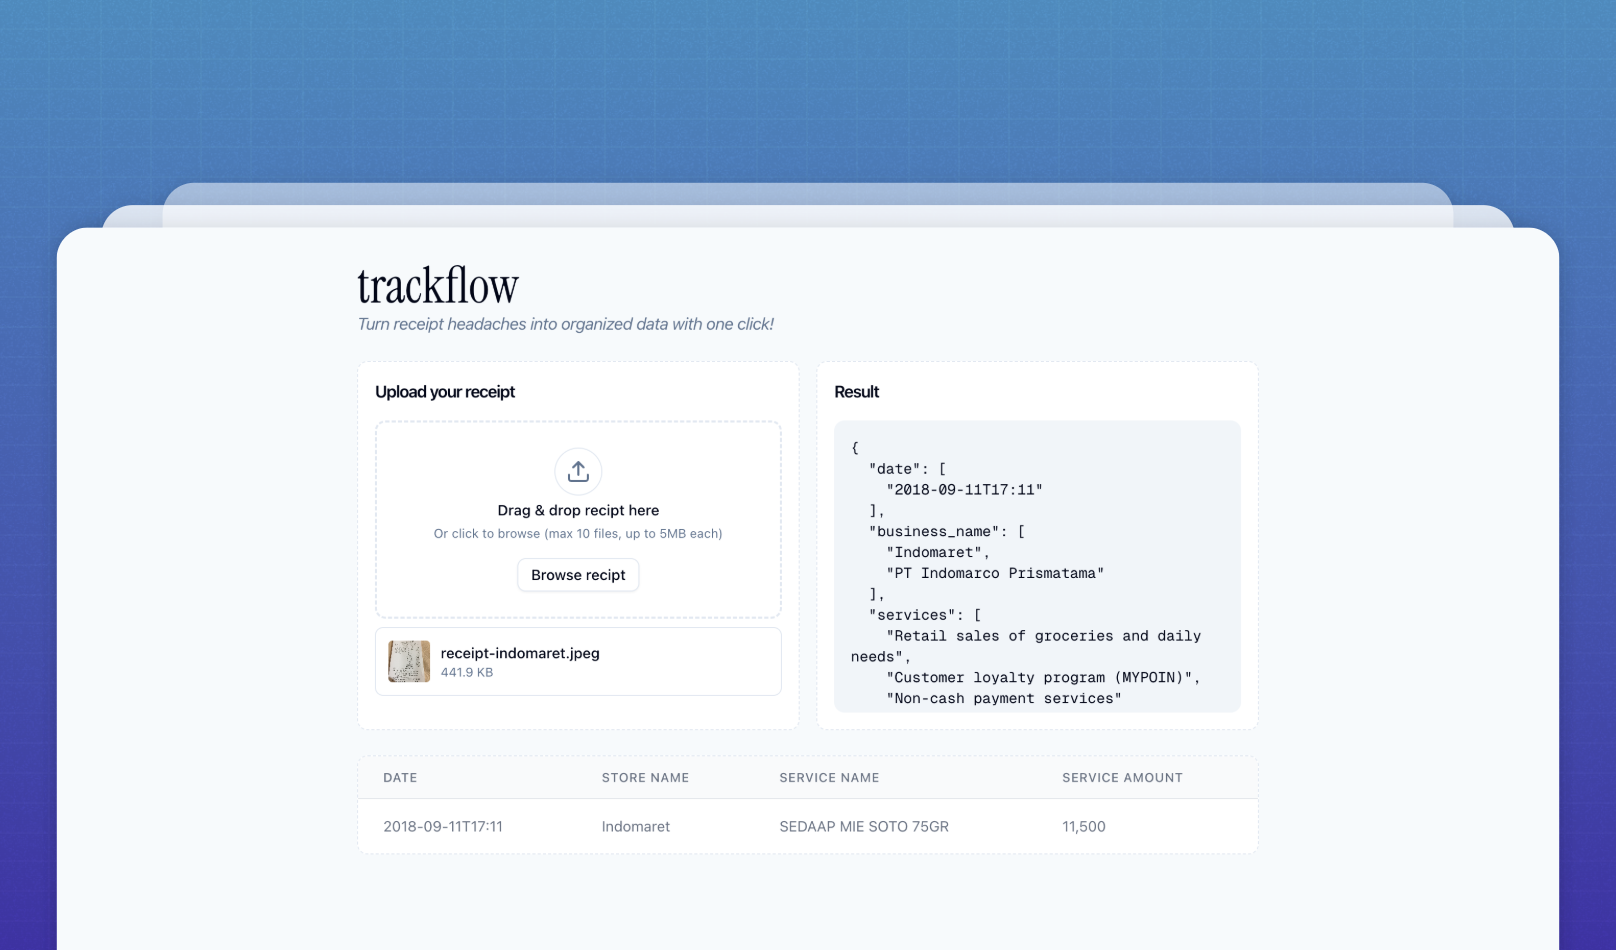 trackflow
Turn receipt headaches into organized data with one click!
Upload your receipt
Drag & drop recipt here
Or click to browse (max 10 files, up to 5MB each)
Browse recipt
receipt-indomaret.jpeg
441.9 KB
Result
{
  "date": [
    "2018-09-11T17:11"
  ],
  "business_name": [
    "Indomaret",
    "PT Indomarco Prismatama"
  ],
  "services": [
    "Retail sales of groceries and daily
needs",
    "Customer loyalty program (MYPOIN)",
    "Non-cash payment services"
DATE STORE NAME SERVICE NAME SERVICE AMOUNT
2018-09-11T17:11 Indomaret SEDAAP MIE SOTO 75GR 11,500